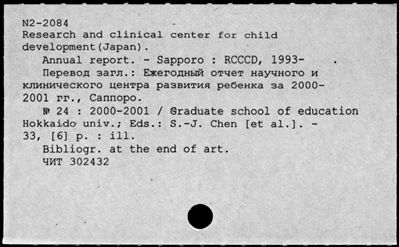 N2-2084
Research and clinical center for child
development(Japan).
Annual report. - Sapporo : RCCCD, 1993- .
Перевод загл.: Ежегодный отчет научного и
клинического центра развития ребенка за 2000-
2001 гг., Саппоро.
№ 24 : 2000-2001 / Graduate school of education
Hokkaido univ.; Eds.: S.-J. Chen [et al.]. -
33, [6] p. : ill.
Bibliogr. at the end of art.
ЧИТ 302432